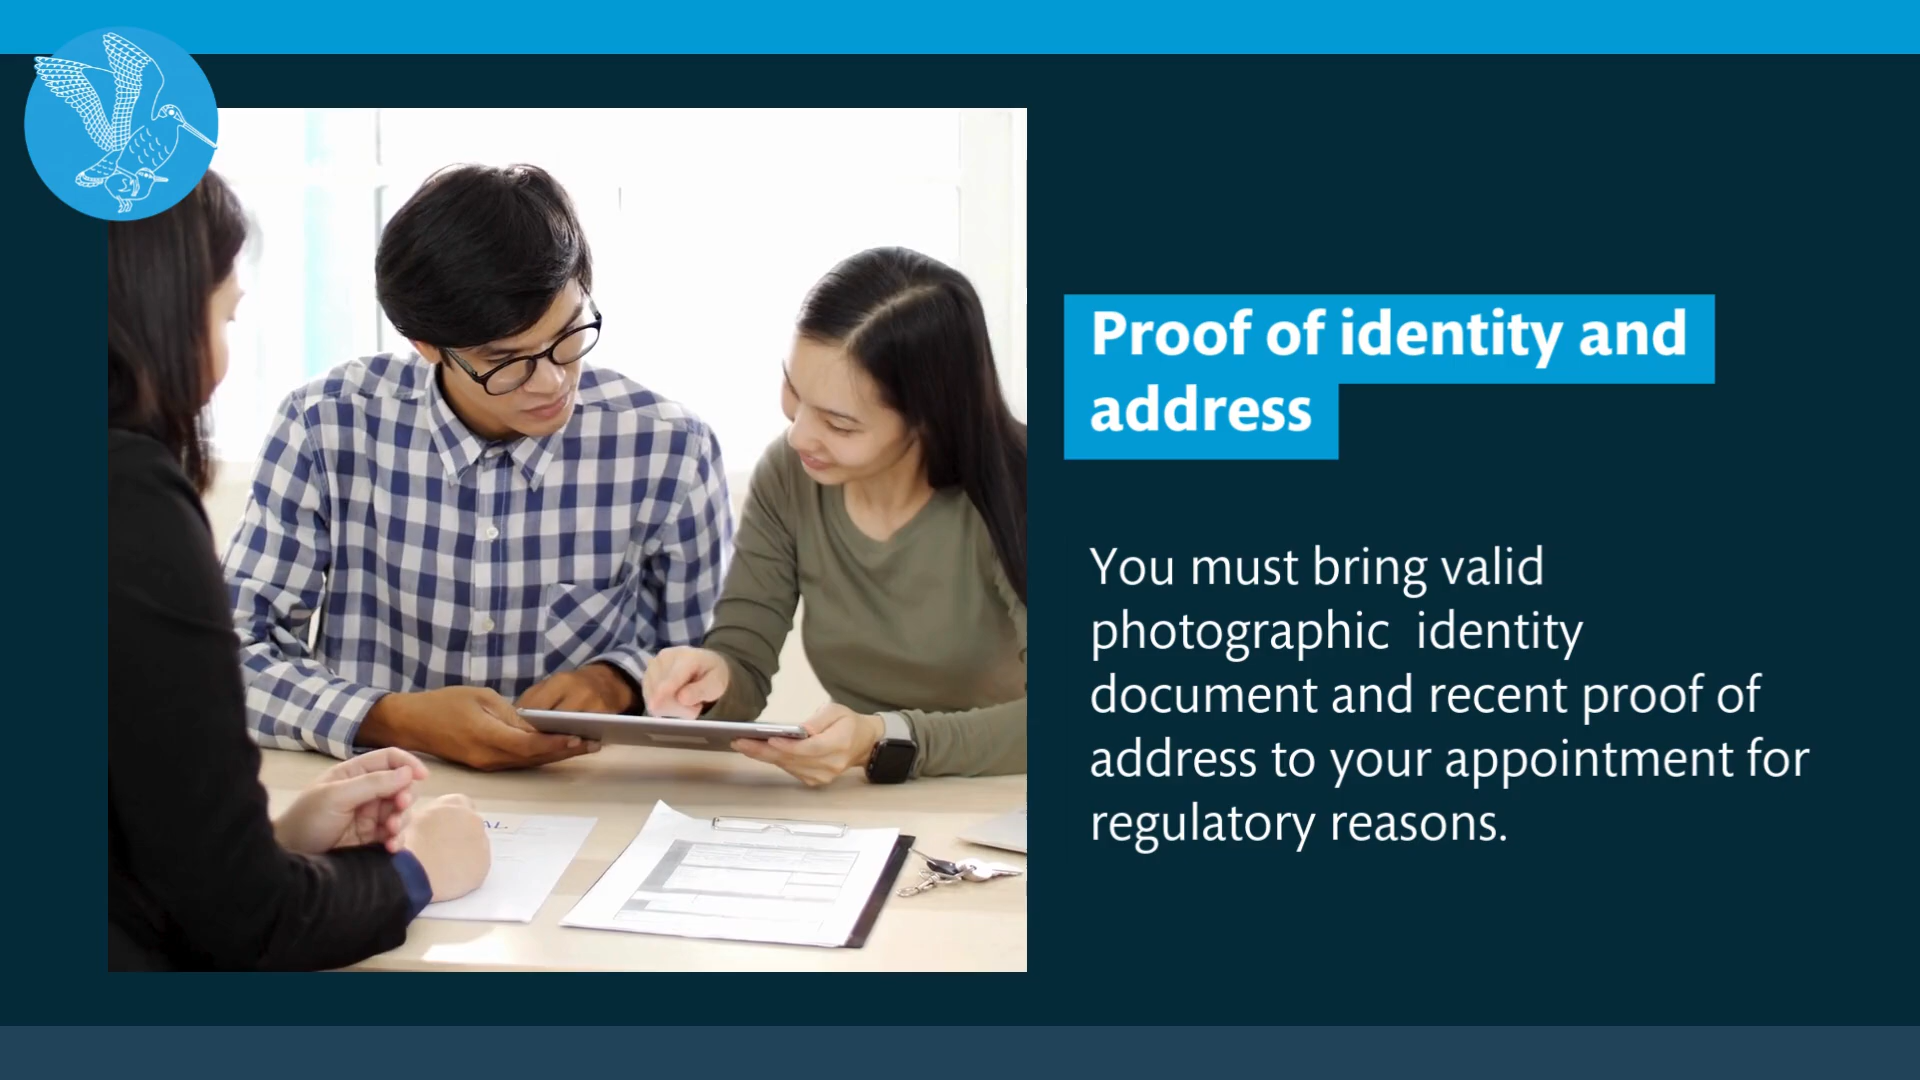 Proof of identity and
address
You must bring valid
photographic  identity
document and recent proof of
address to your appointment for
regulatory reasons.